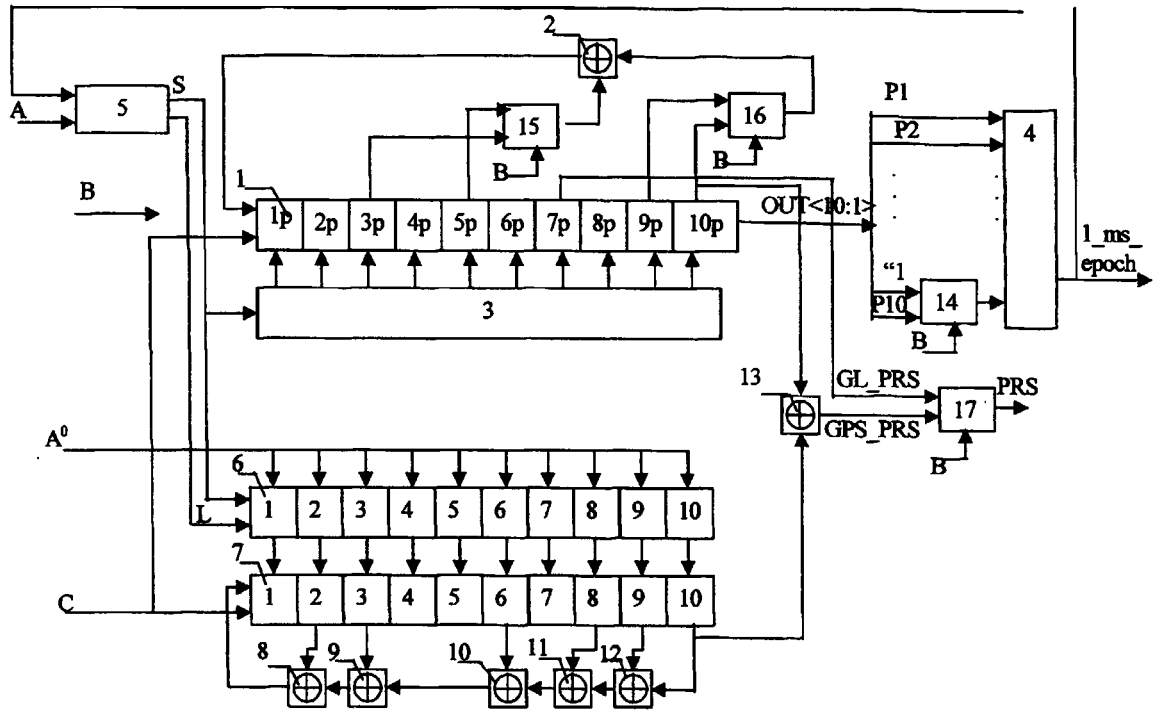 2
S
P1
A
5
15
16
P2
4
B
B
B
1
OUT<10:1>
1p 2p 3p 4p 5p 6p 7p 8p 9p 10p
1_ms_
epoch
“1
P10
14
3
B
13
GL_PRS
PRS
17
GPS_PRS
A⁰
B
6
1 2 3 4 5 6 7 8 9 10
L
7
1 2 3 4 5 6 7 8 9 10
C
8 9 10 11 12